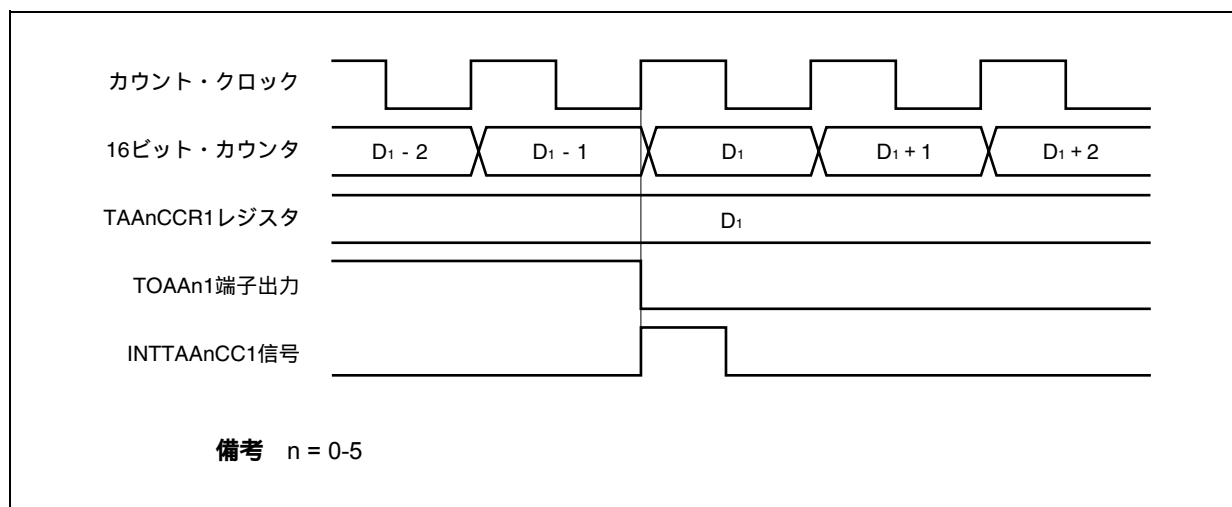 カウント・クロック
16ビット・カウンタ D₁ - 2 D₁ - 1 D₁ D₁ + 1 D₁ + 2
TAAnCCR1レジスタ D₁
TOAAn1端子出力
INTTAAnCC1信号
備考 n = 0-5